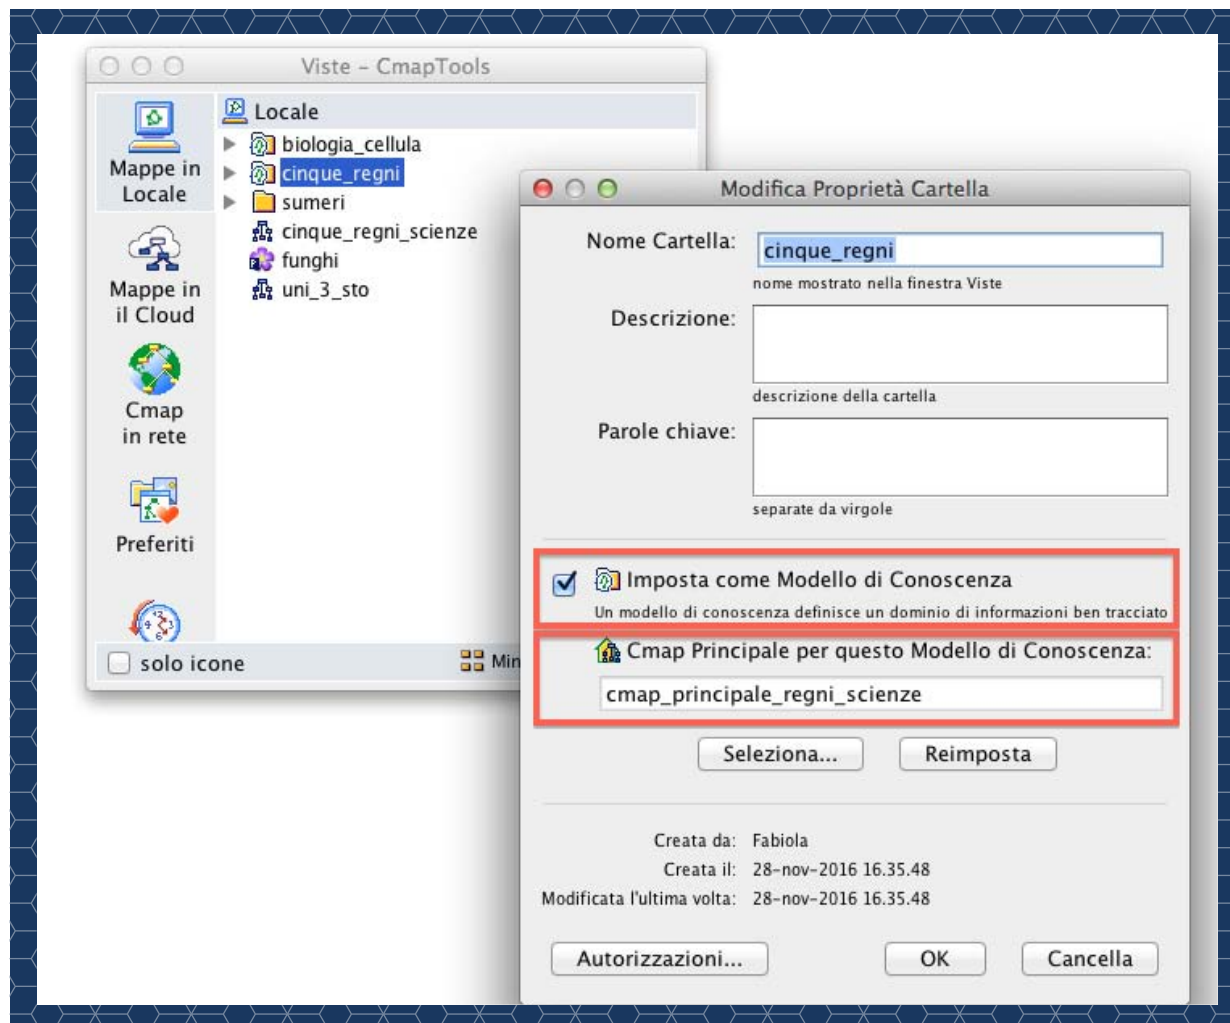 Viste – CmapTools
Mappe in
Locale
Mappe in
il Cloud
Cmap
in rete
Preferiti
Locale
biologia_cellula
cinque_regni
sumeri
cinque_regni_scienze
funghi
uni_3_sto
solo icone
Min
Modifica Proprietà Cartella
Nome Cartella: cinque_regni
nome mostrato nella finestra Viste
Descrizione:
descrizione della cartella
Parole chiave:
separate da virgole
Imposta come Modello di Conoscenza
Un modello di conoscenza definisce un dominio di informazioni ben tracciato
Cmap Principale per questo Modello di Conoscenza:
cmap_principale_regni_scienze
Seleziona... Reimposta
Creata da: Fabiola
Creata il: 28-nov-2016 16.35.48
Modificata l'ultima volta: 28-nov-2016 16.35.48
Autorizzazioni... OK Cancella